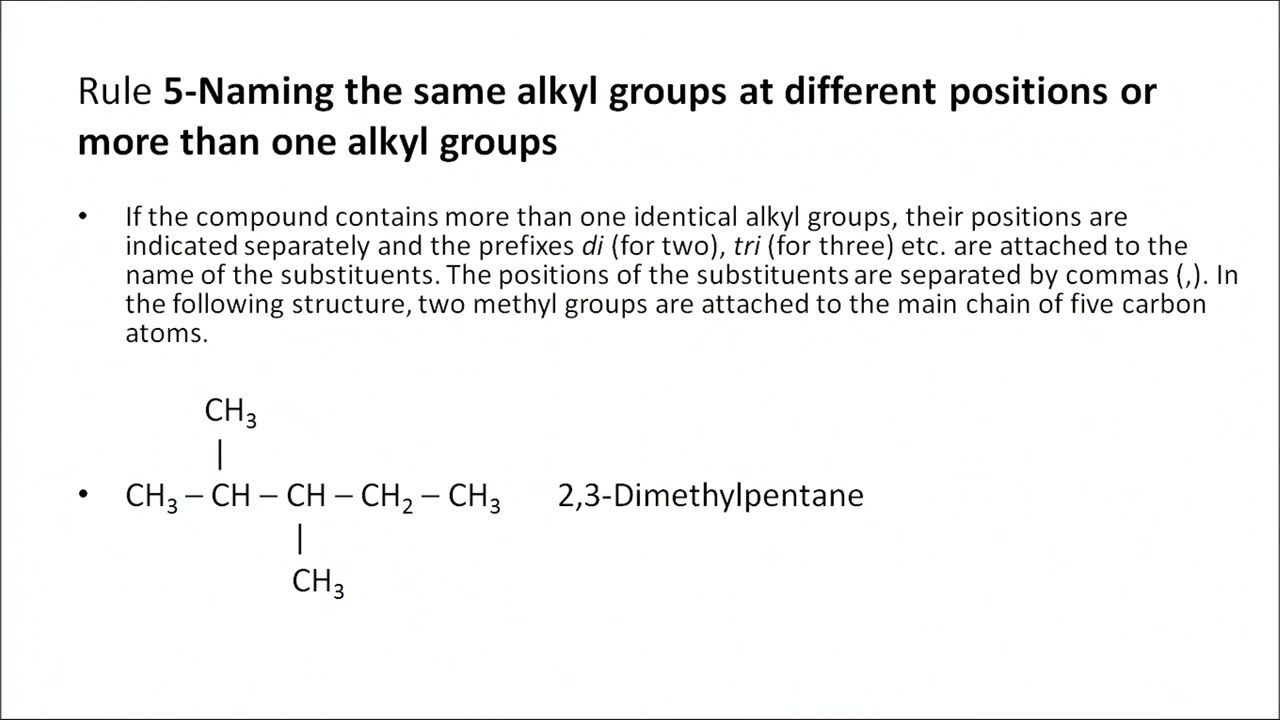 Rule 5-Naming the same alkyl groups at different positions or
more than one alkyl groups
• If the compound contains more than one identical alkyl groups, their positions are
indicated separately and the prefixes di (for two), tri (for three) etc. are attached to the
name of the substituents. The positions of the substituents are separated by commas (,). In
the following structure, two methyl groups are attached to the main chain of five carbon
atoms.
CH₃
|
• CH₃ – CH – CH – CH₂ – CH₃ 2,3-Dimethylpentane
|
CH₃